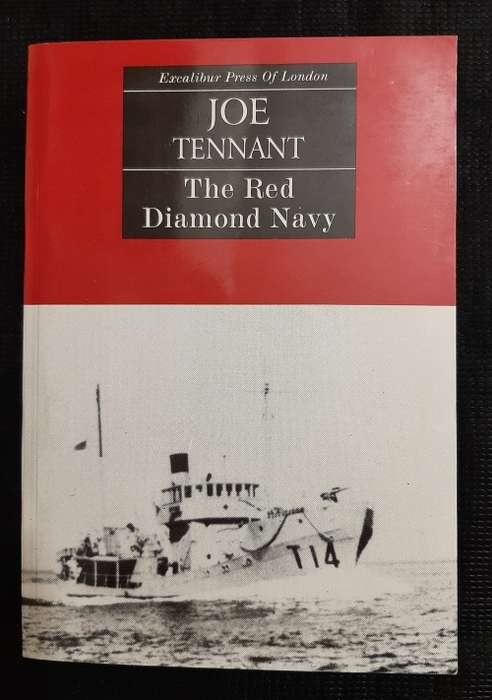 Excalibur Press Of London
JOE
TENNANT
The Red
Diamond Navy
T14